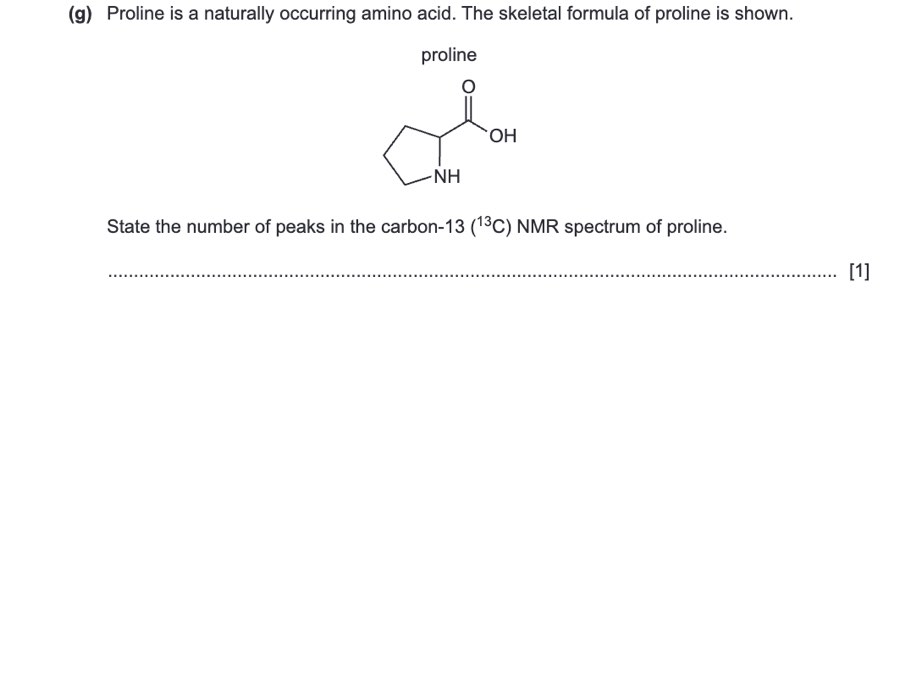 (g) Proline is a naturally occurring amino acid. The skeletal formula of proline is shown.
proline
O
OH
NH
State the number of peaks in the carbon-13 (¹³C) NMR spectrum of proline.
.......................................................................................................................................................... [1]